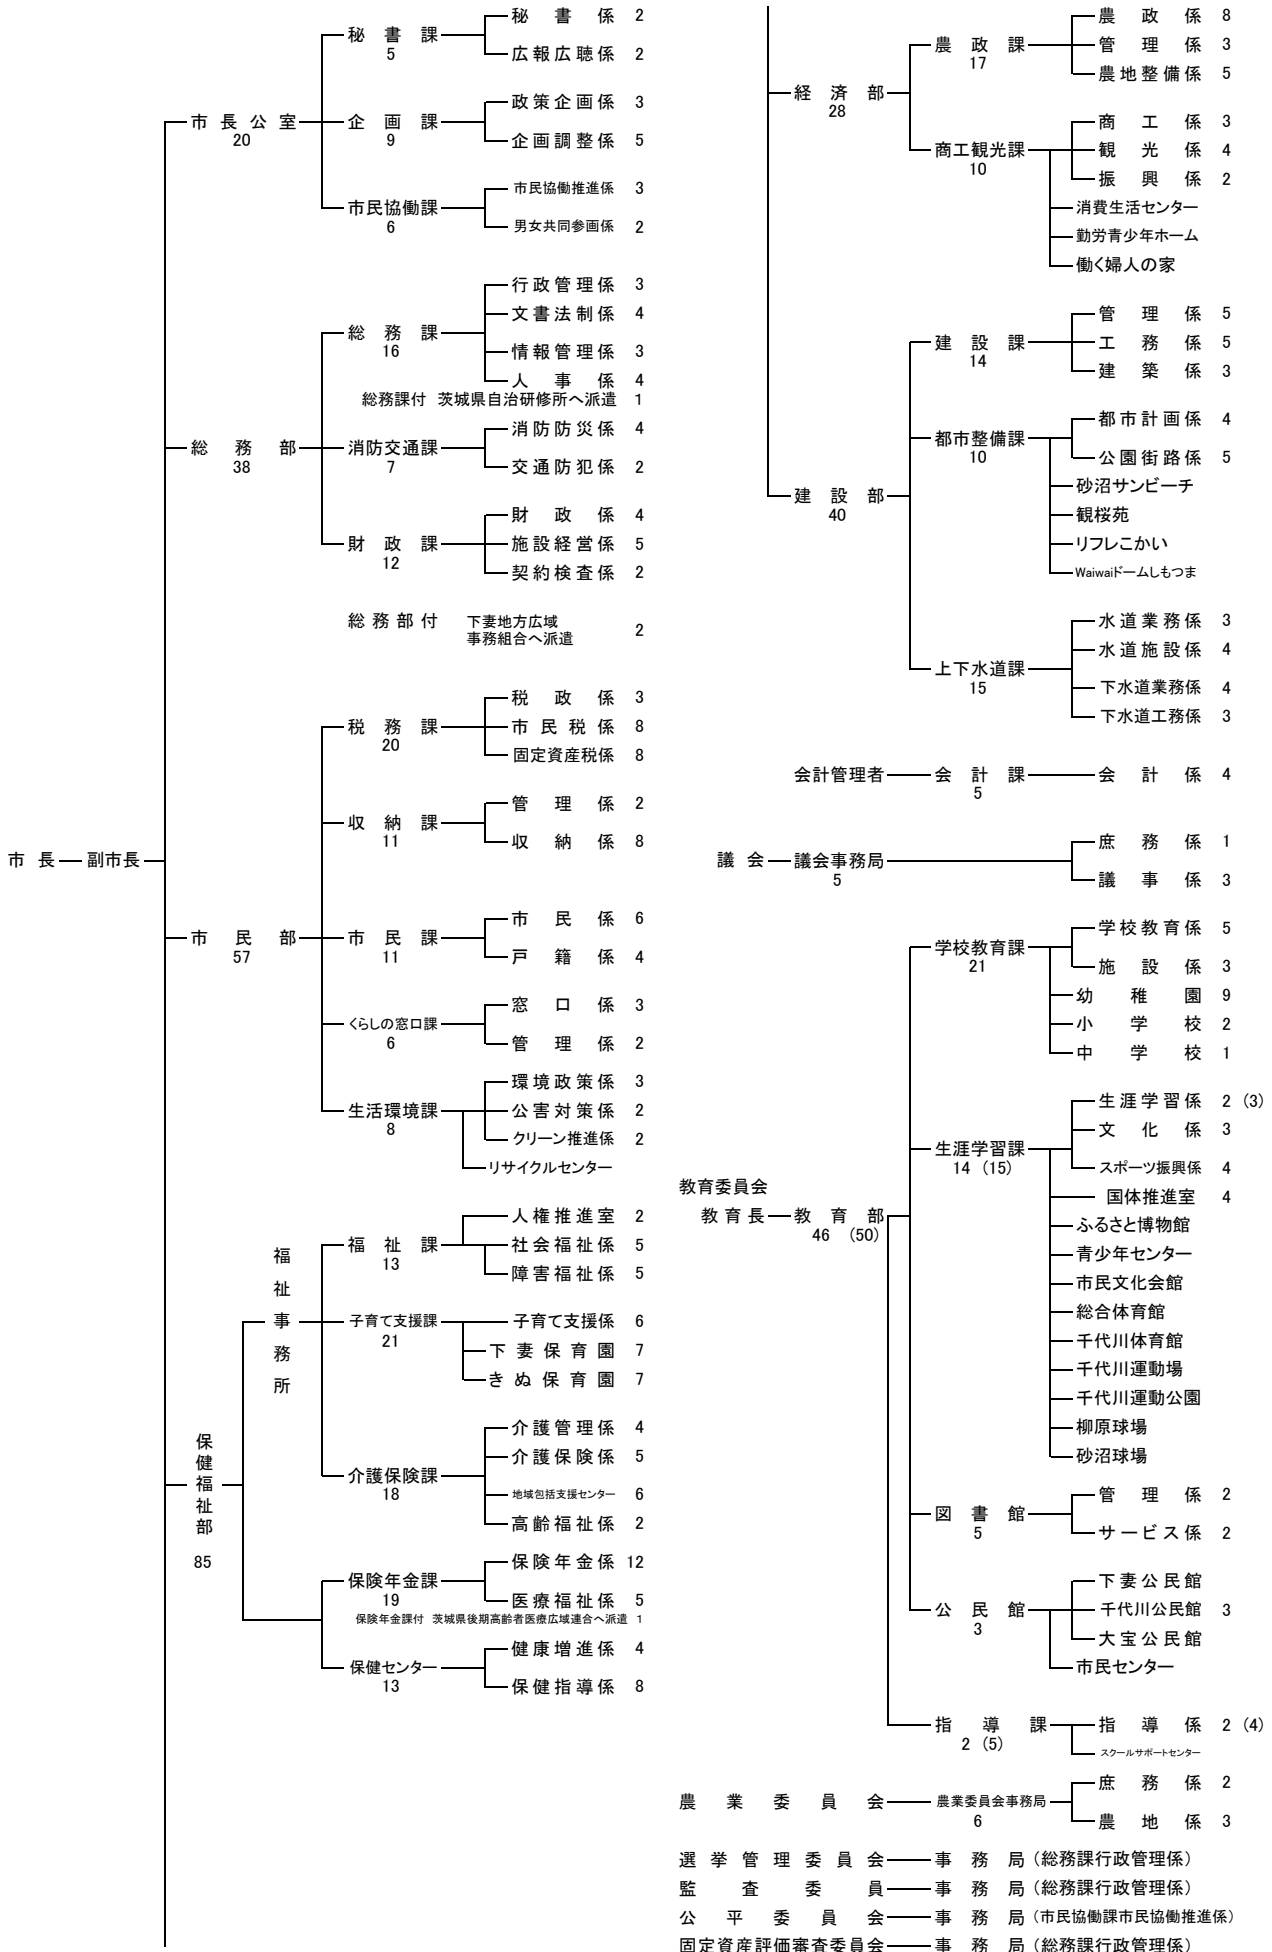 市長
副市長
市長公室
20
秘書課
5
秘書係 2
広報広聴係 2
企画課
9
政策企画係 3
企画調整係 5
市民協働課
6
市民協働推進係 3
男女共同参画係 2
総務部
38
総務課
16
行政管理係 3
文書法制係 4
情報管理係 3
人事係 4
総務課付 茨城県自治研修所へ派遣 1
消防交通課
7
消防防災係 4
交通防犯係 2
財政課
12
財政係 4
施設経営係 5
契約検査係 2
総務部付 下妻地方広域
事務組合へ派遣 2
市民部
57
税務課
20
税政係 3
市民税係 8
固定資産税係 8
収納課
11
管理係 2
収納係 8
市民課
11
市民係 6
戸籍係 4
くらしの窓口課
6
窓口係 3
管理係 2
生活環境課
8
環境政策係 3
公害対策係 2
クリーン推進係 2
リサイクルセンター
保健福祉部
85
福祉事務所
福祉課
13
人権推進室 2
社会福祉係 5
障害福祉係 5
子育て支援課
21
子育て支援係 6
下妻保育園 7
きぬ保育園 7
介護保険課
18
介護管理係 4
介護保険係 5
地域包括支援センター 6
高齢福祉係 2
保険年金課
19
保険年金係 12
医療福祉係 5
保険年金課付 茨城県後期高齢者医療広域連合へ派遣 1
保健センター
13
健康増進係 4
保健指導係 8
経済部
28
農政課
17
農政係 8
管理係 3
農地整備係 5
商工観光課
10
商工係 3
観光係 4
振興係 2
消費生活センター
勤労青少年ホーム
働く婦人の家
建設部
40
建設課
14
管理係 5
工務係 5
建築係 3
都市整備課
10
都市計画係 4
公園街路係 5
砂沼サンビーチ
観桜苑
リフレこかい
Waiwaiドームしもつま
上下水道課
15
水道業務係 3
水道施設係 4
下水道業務係 4
下水道工務係 3
会計管理者
会計課
5
会計係 4
議会
議会事務局
5
庶務係 1
議事係 3
教育委員会
教育長
教育部
46 (50)
学校教育課
21
学校教育係 5
施設係 3
幼稚園 9
小学校 2
中学校 1
生涯学習課
14 (15)
生涯学習係 2 (3)
文化係 3
スポーツ振興係 4
国体推進室 4
ふるさと博物館
青少年センター
市民文化会館
総合体育館
千代川体育館
千代川運動場
千代川運動公園
柳原球場
砂沼球場
図書館
5
管理係 2
サービス係 2
公民館
3
下妻公民館
千代川公民館 3
大宝公民館
市民センター
指導課
2 (5)
指導係 2 (4)
スクールサポートセンター
農業委員会
農業委員会事務局
6
庶務係 2
農地係 3
選挙管理委員会 事務局 (総務課行政管理係)
監査委員 事務局 (総務課行政管理係)
公平委員会 事務局 (市民協働課市民協働推進係)
固定資産評価審査委員会 事務局 (総務課行政管理係)